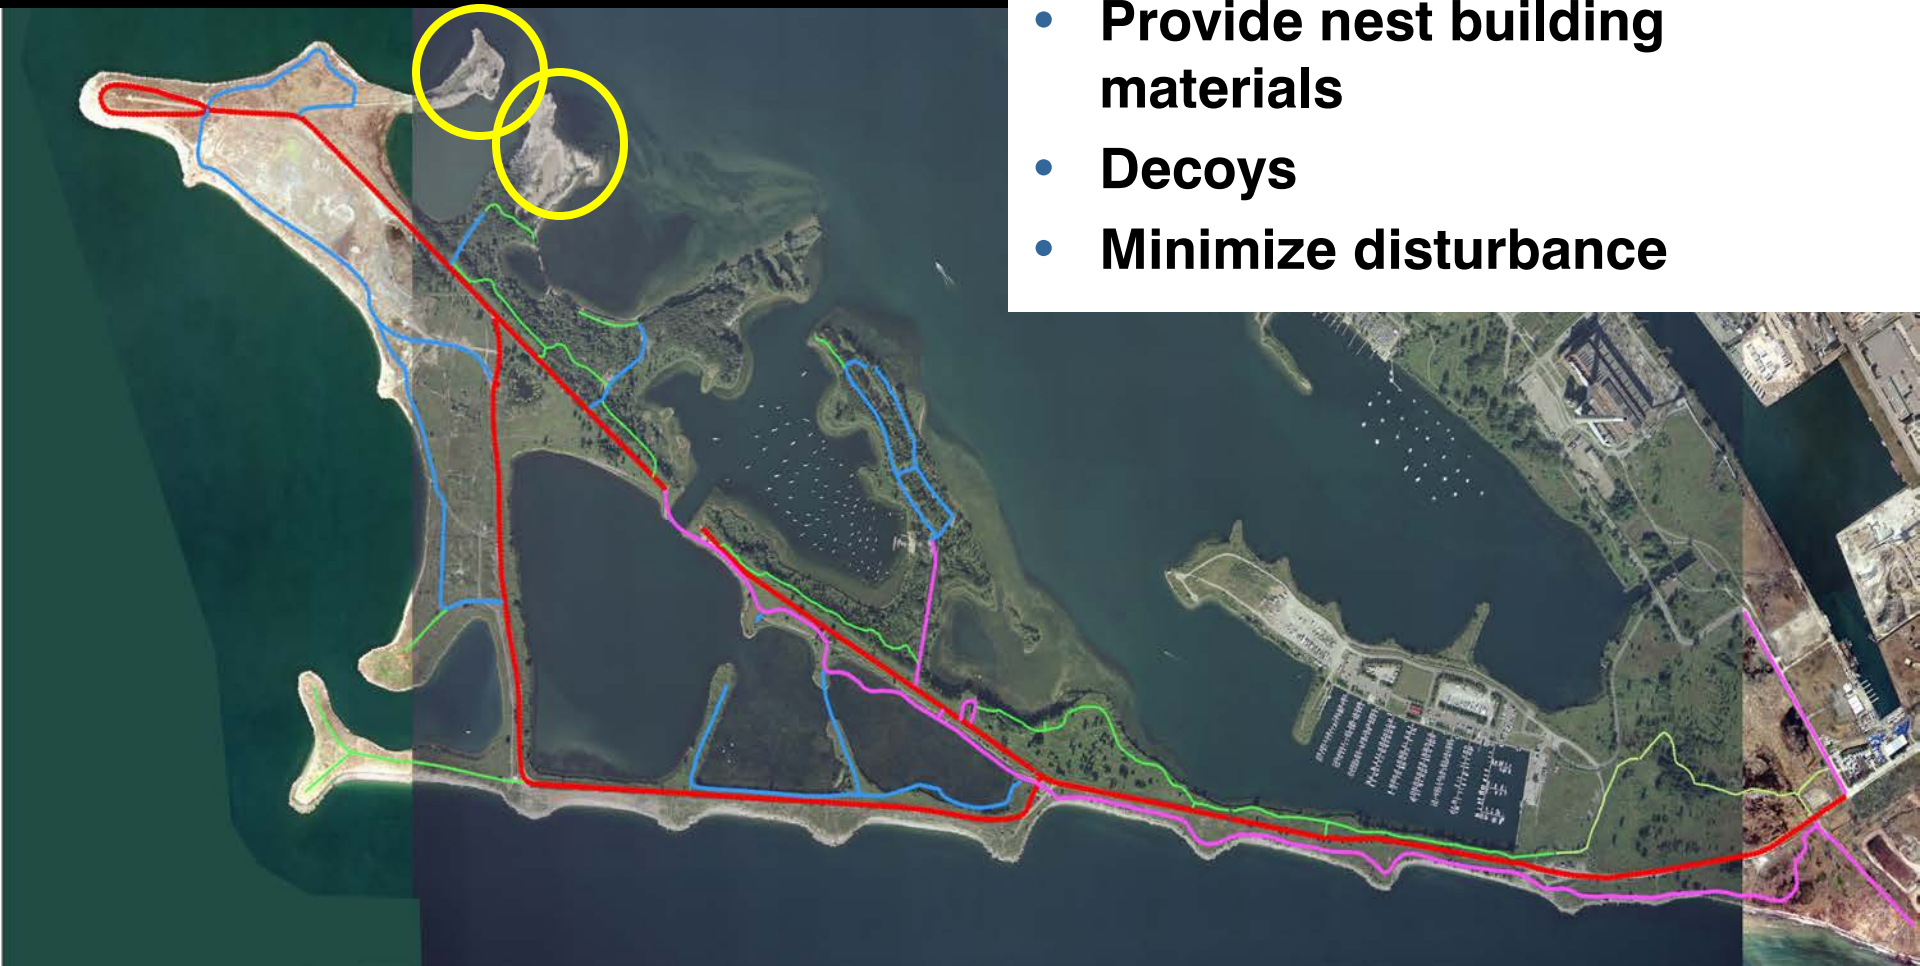 • Provide nest building
materials
• Decoys
• Minimize disturbance